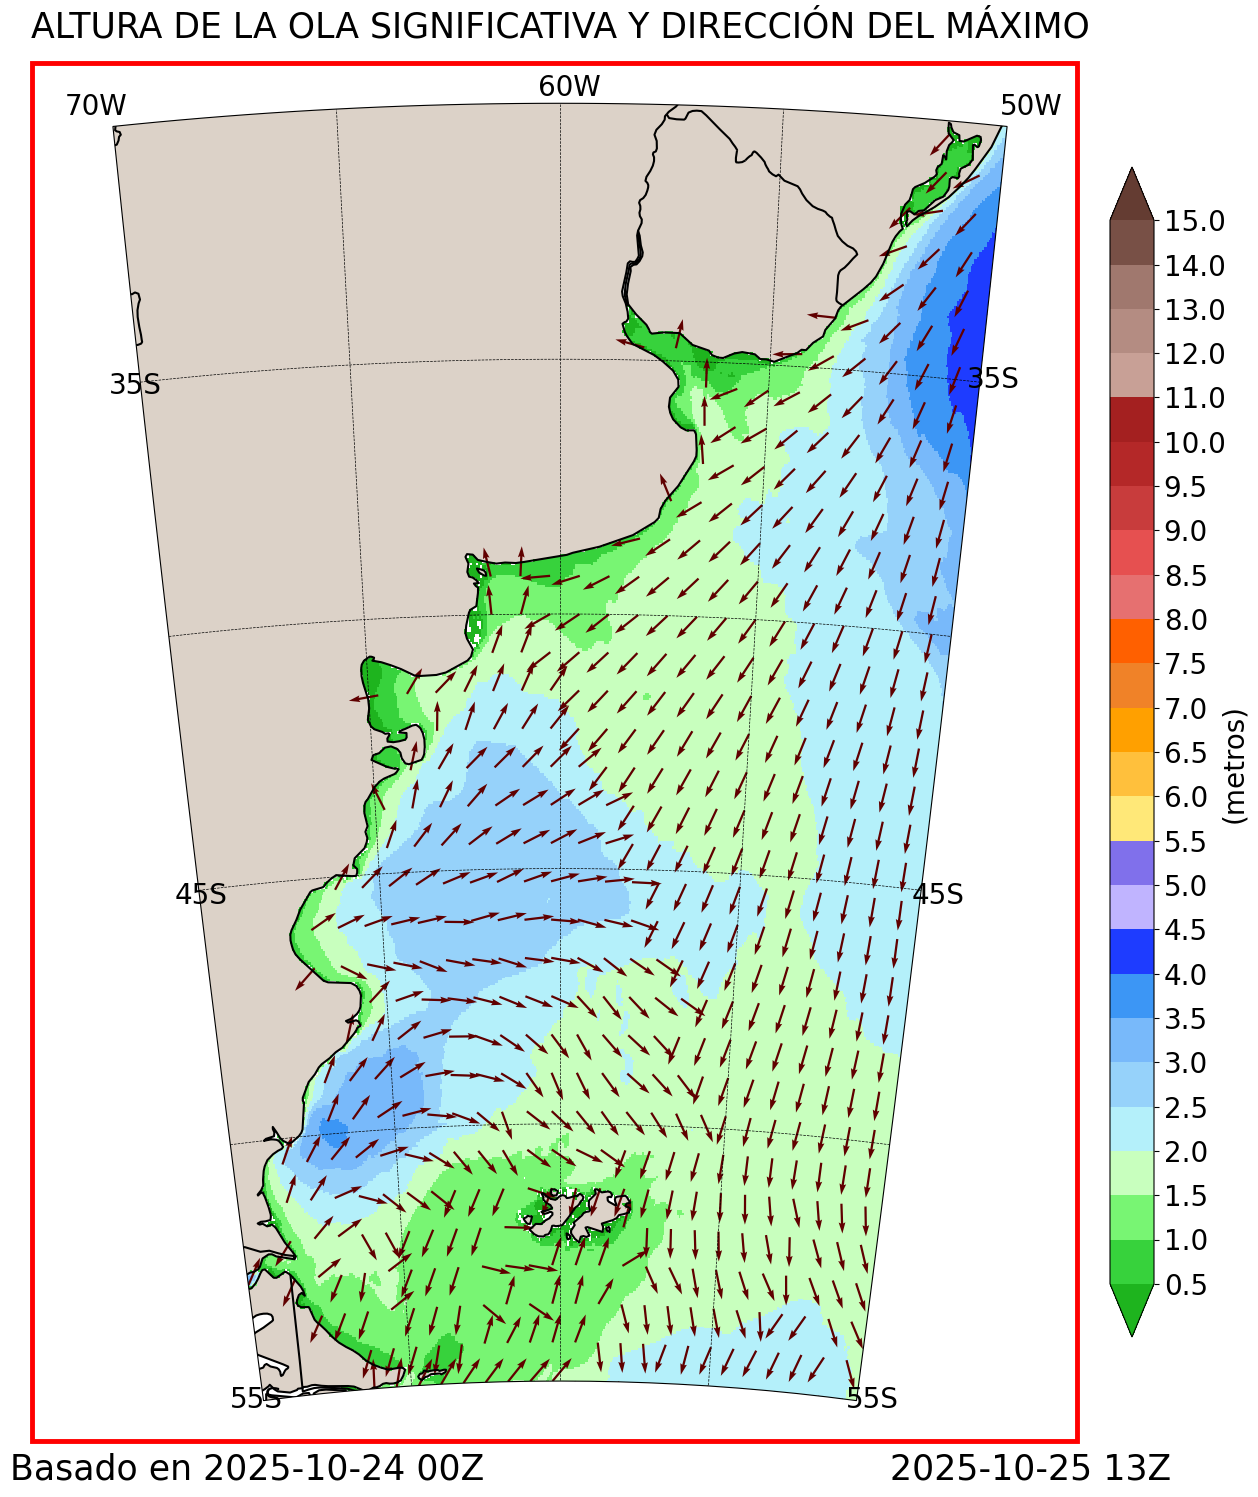 ALTURA DE LA OLA SIGNIFICATIVA Y DIRECCIÓN DEL MÁXIMO
70W
60W
50W
35S
35S
45S
45S
55S
55S
15.0
14.0
13.0
12.0
11.0
10.0
9.5
9.0
8.5
8.0
7.5
7.0
6.5
6.0
5.5
5.0
4.5
4.0
3.5
3.0
2.5
2.0
1.5
1.0
0.5
(metros)
Basado en 2025-10-24 00Z
2025-10-25 13Z